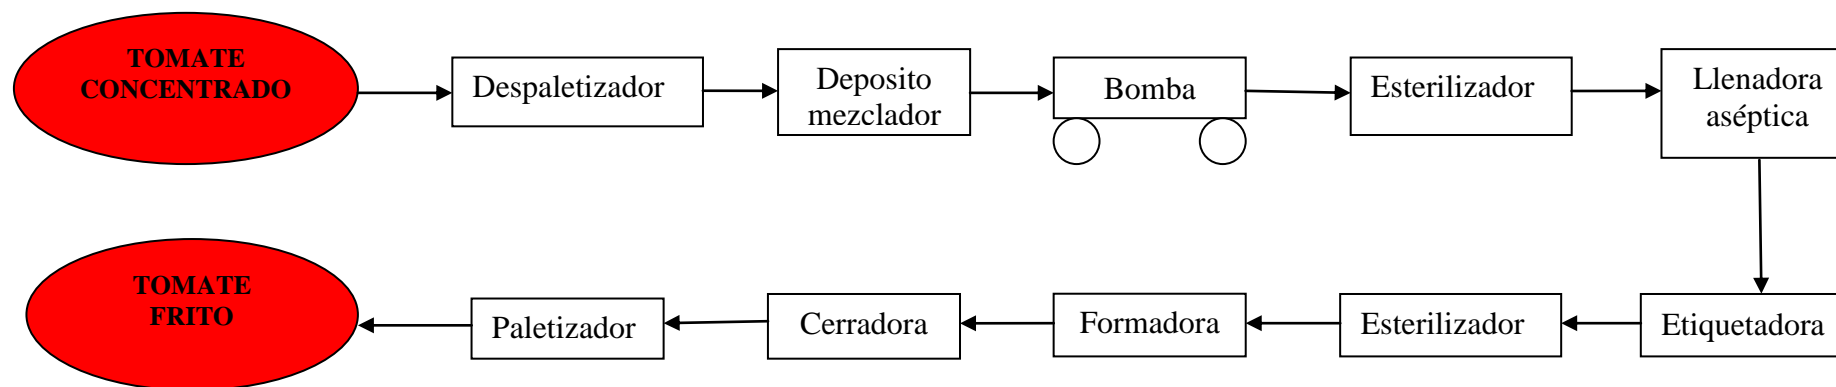 TOMATE
CONCENTRADO
Despaletizador
Deposito
mezclador
Bomba
Esterilizador
Llenadora
aséptica
Etiquetadora
Esterilizador
Formadora
Cerradora
Paletizador
TOMATE
FRITO